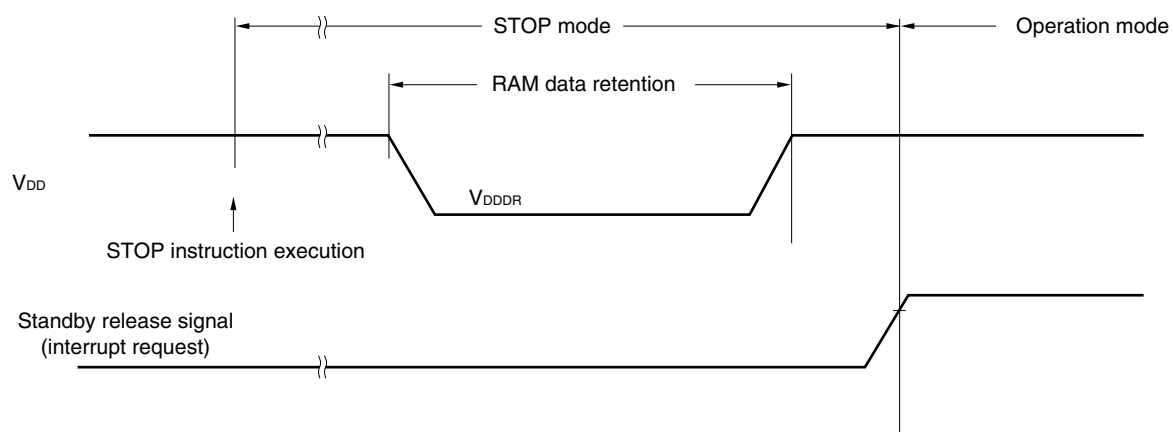 STOP mode
Operation mode
RAM data retention
VDD
VDDDR
STOP instruction execution
Standby release signal
(interrupt request)